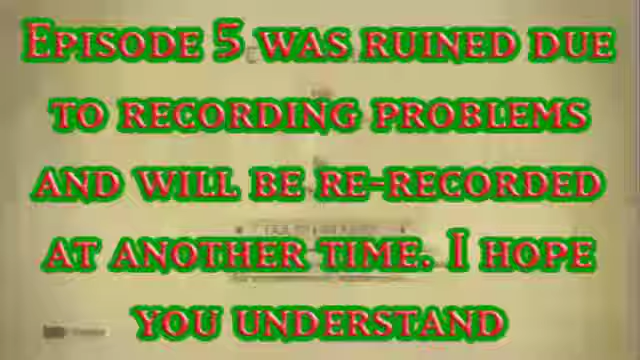 Episode 5 was ruined due
to recording problems
and will be re-recorded
at another time. I hope
you understand